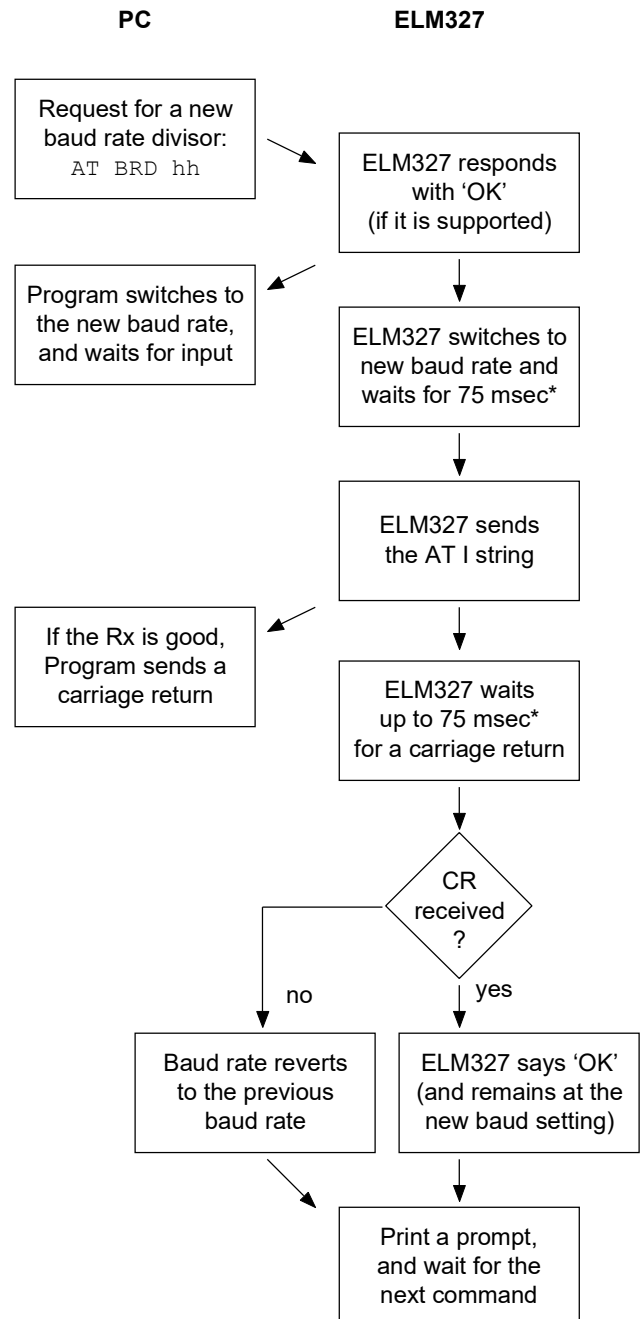 PC
ELM327
Request for a new
baud rate divisor:
AT BRD hh
ELM327 responds
with ‘OK’
(if it is supported)
Program switches to
the new baud rate,
and waits for input
ELM327 switches to
new baud rate and
waits for 75 msec*
ELM327 sends
the AT I string
If the Rx is good,
Program sends a
carriage return
ELM327 waits
up to 75 msec*
for a carriage return
CR
received
?
no
yes
Baud rate reverts
to the previous
baud rate
ELM327 says ‘OK’
(and remains at the
new baud setting)
Print a prompt,
and wait for the
next command